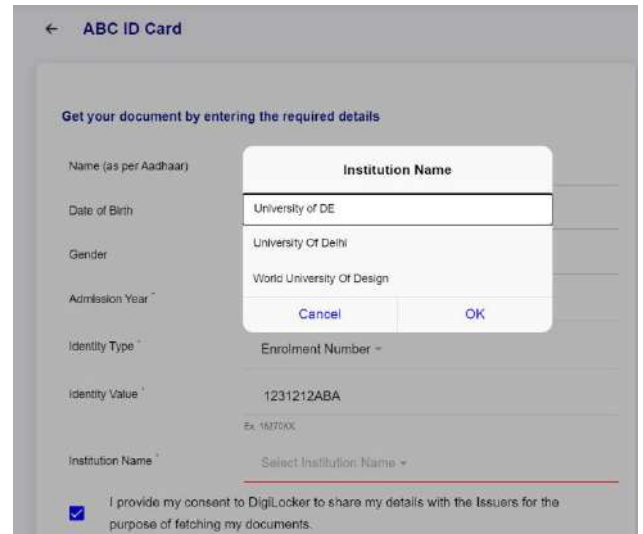 ← ABC ID Card
Get your document by entering the required details
Name (as per Aadhaar)
Date of Birth
Gender
Admission Year *
Institution Name
University of DE
University Of Delhi
World University Of Design
Cancel OK
Identity Type * Enrolment Number
Identity Value * 1231212ABA
Ex.
Institution Name * Select Institution Name
I provide my consent to DigiLocker to share my details with the Issuers for the
purpose of fetching my documents.